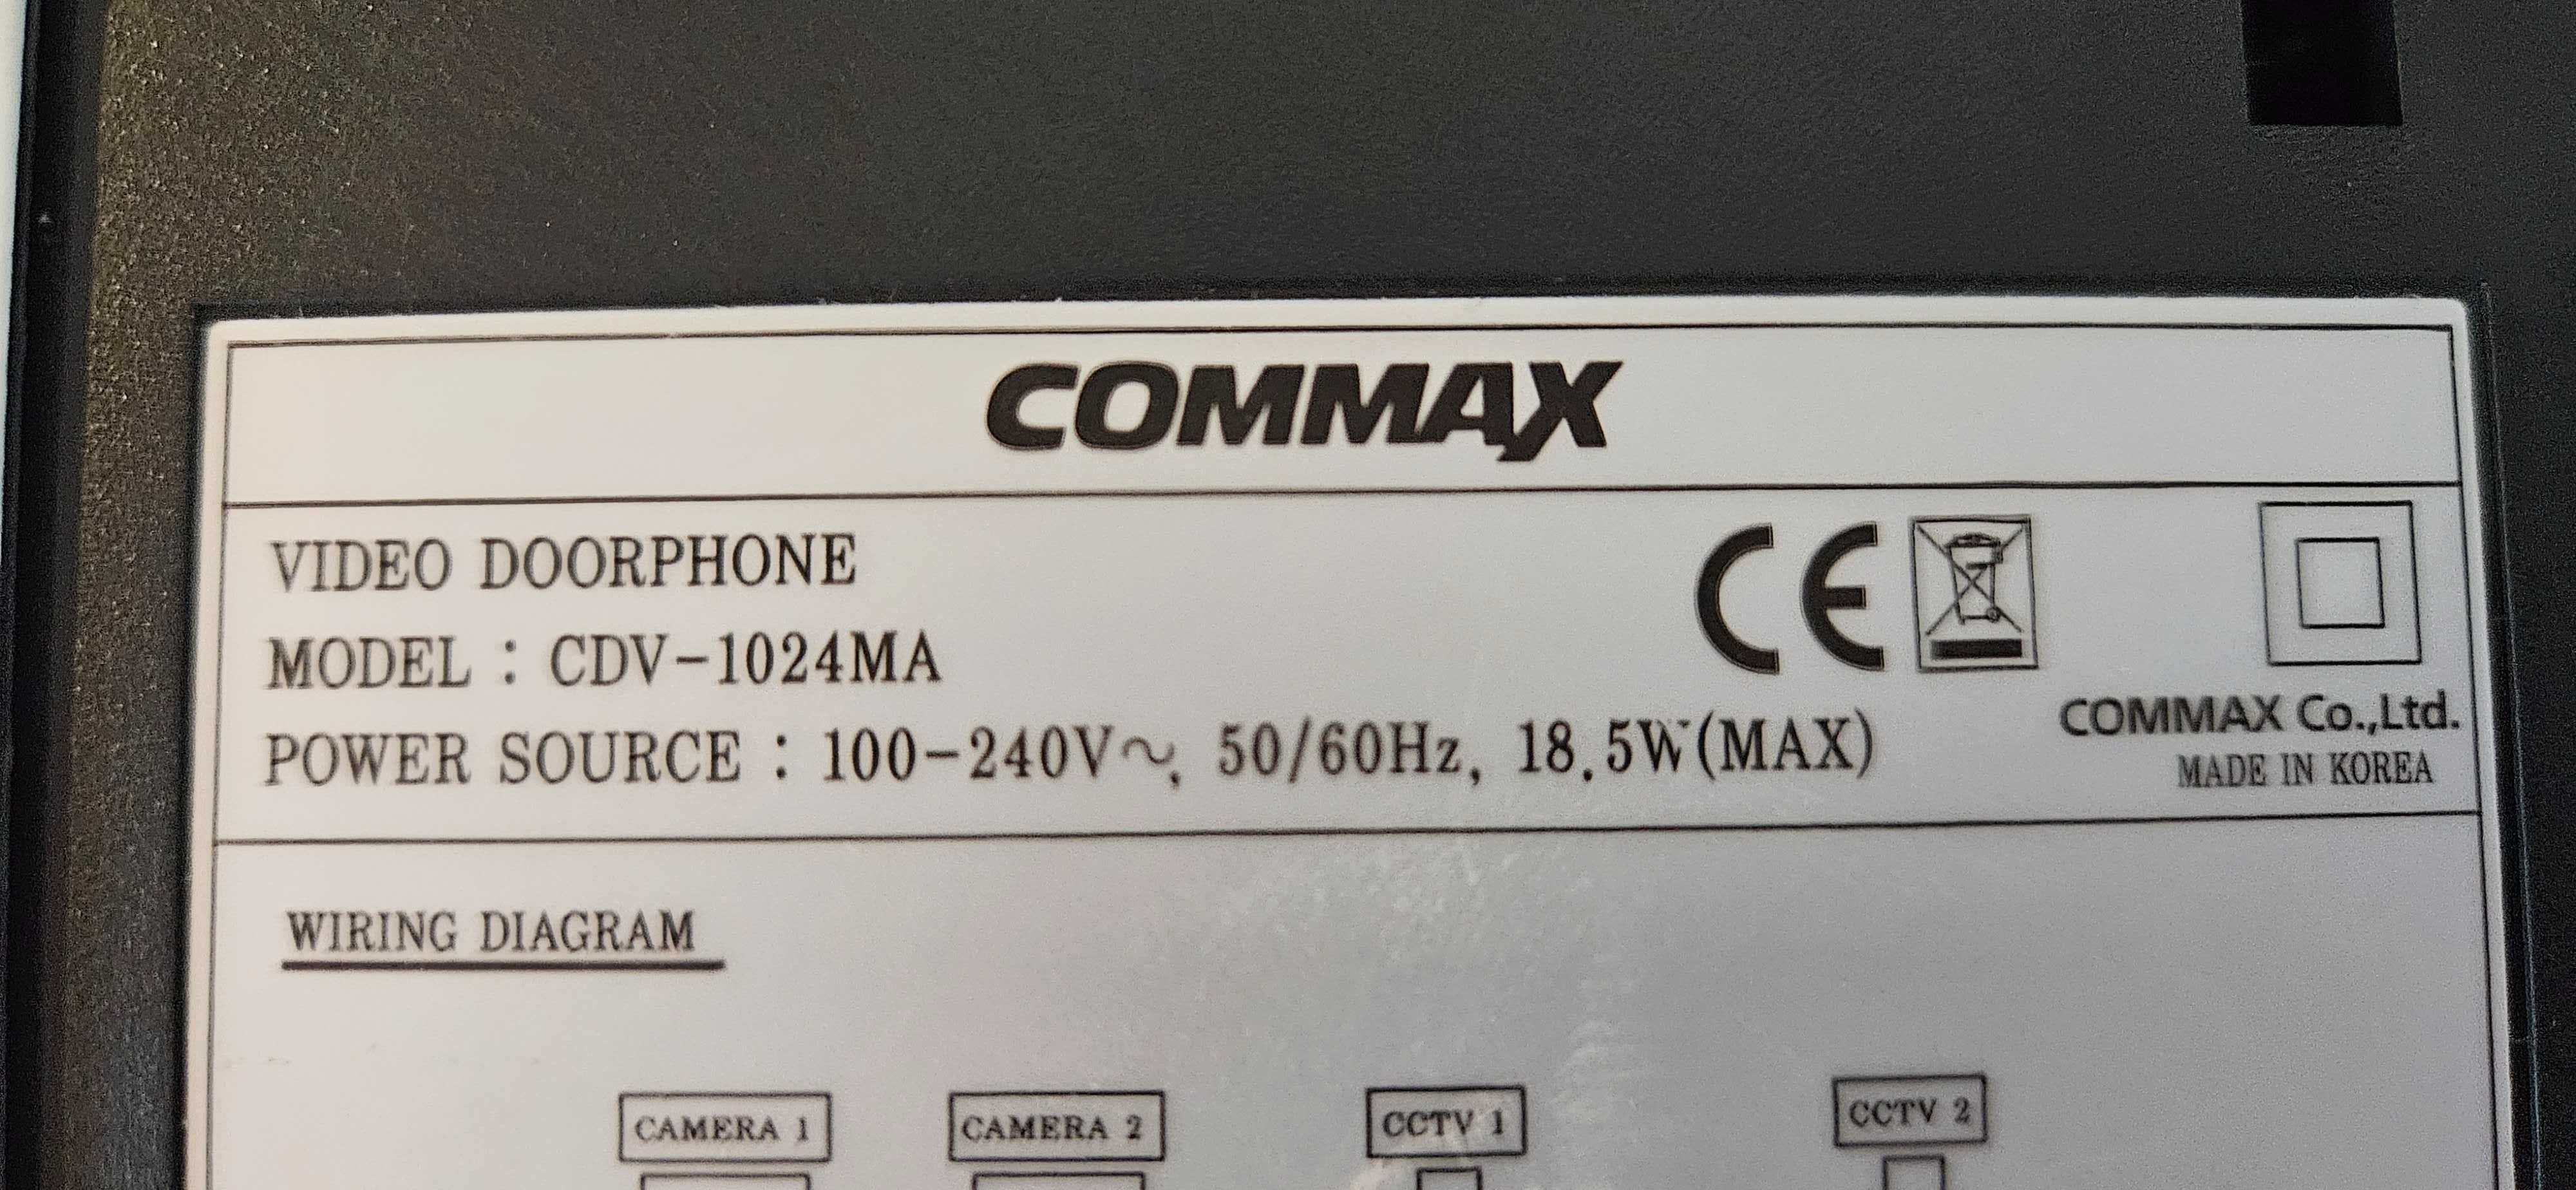 COMMAX
VIDEO DOORPHONE
MODEL : CDV-1024MA
POWER SOURCE : 100-240V~, 50/60Hz, 18.5W(MAX)
CE
COMMAX Co.,Ltd.
MADE IN KOREA
WIRING DIAGRAM
CAMERA 1
CAMERA 2
CCTV 1
CCTV 2